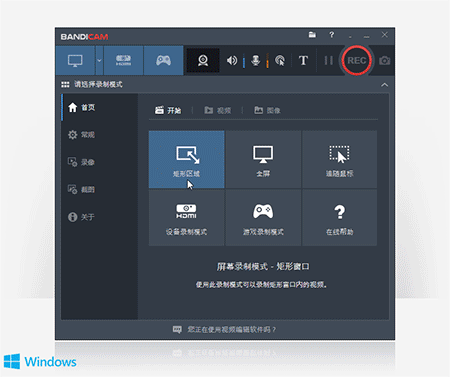 BANDICAM
HDMI
T
REC
请选择录制模式
首页
开始
视频
图像
常规
录像
截图
关于
矩形区域
全屏
追随鼠标
HDMI
?
设备录制模式
游戏录制模式
在线帮助
屏幕录制模式 - 矩形窗口
使用此录制模式可以录制矩形窗口内的视频。
您正在使用视频编辑软件吗?
Windows